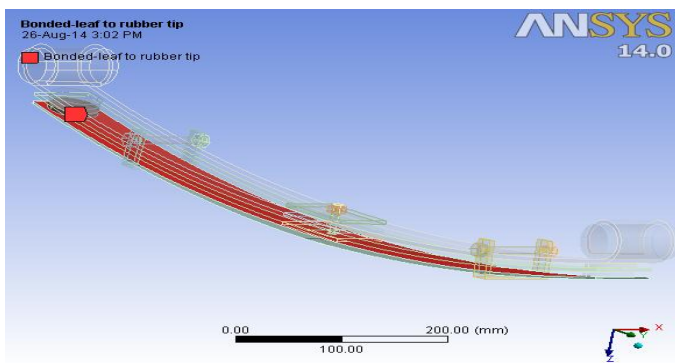 Bonded-leaf to rubber tip
26-Aug-14 3:02 PM
Bonded-leaf to rubber tip
ANSYS
14.0
0.00
200.00 (mm)
100.00
X
Y
Z